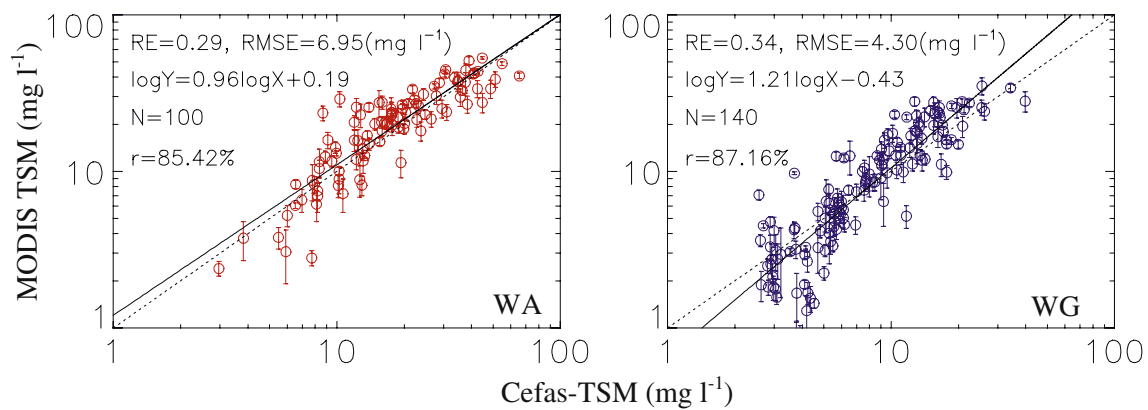 100
10
1
MODIS TSM (mg l⁻¹)
RE=0.29, RMSE=6.95(mg l⁻¹)
logY=0.96logX+0.19
N=100
r=85.42%
WA
1
10
100
100
10
1
RE=0.34, RMSE=4.30(mg l⁻¹)
logY=1.21logX−0.43
N=140
r=87.16%
WG
1
10
100
Cefas-TSM (mg l⁻¹)